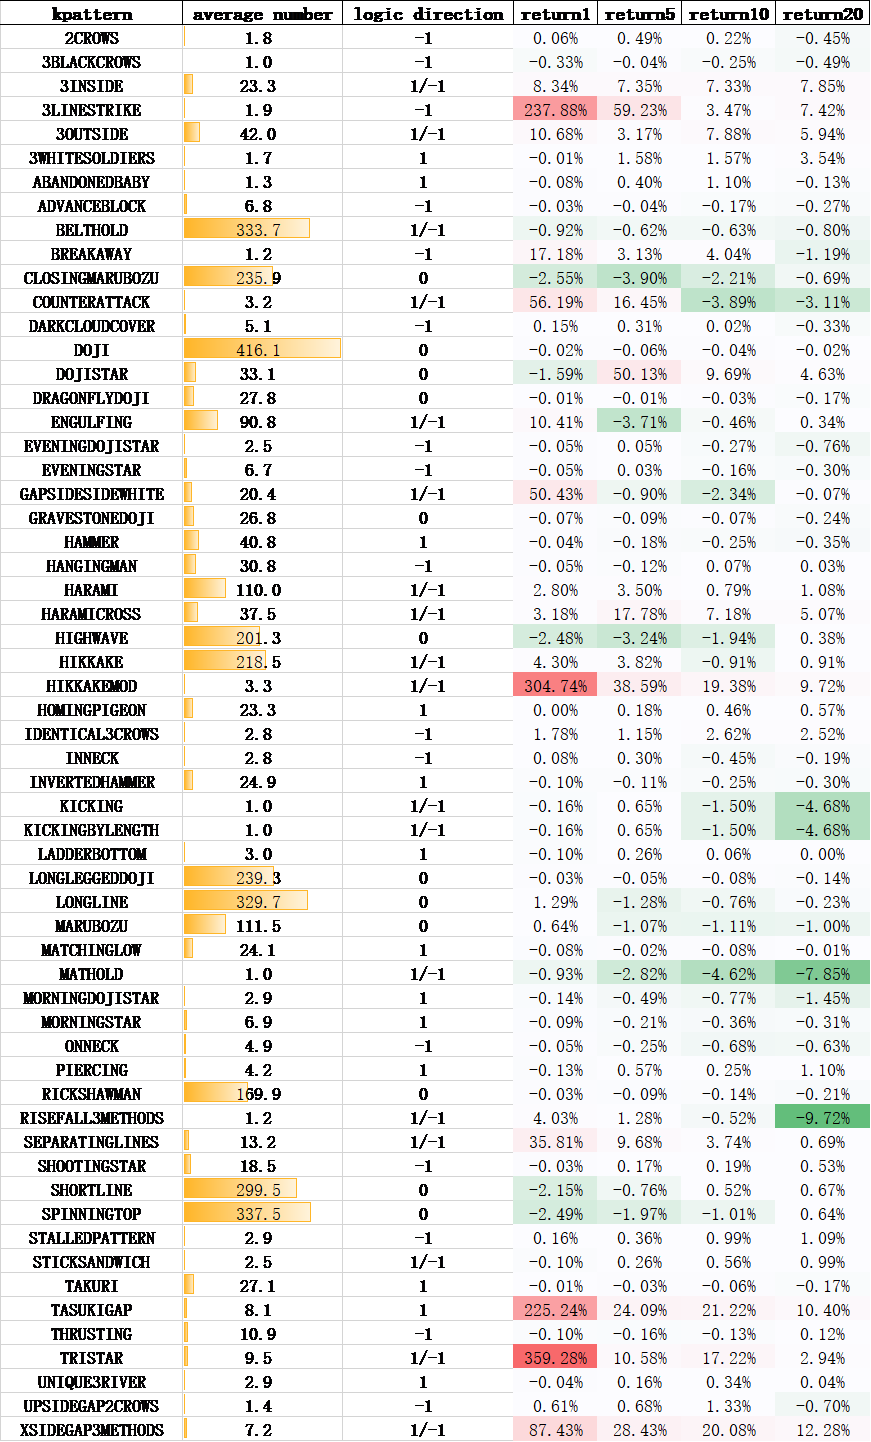 kpattern average number logic direction return1 return5 return10 return20
2CROWS 1.8 -1 0.06% 0.49% 0.22% -0.45%
3BLACKCROWS 1.0 -1 -0.33% -0.04% -0.25% -0.49%
3INSIDE 23.3 1/-1 8.34% 7.35% 7.33% 7.85%
3LINESTRIKE 1.9 -1 237.88% 59.23% 3.47% 7.42%
3OUTSIDE 42.0 1/-1 10.68% 3.17% 7.88% 5.94%
3WHITESOLDIERS 1.7 1 -0.01% 1.58% 1.57% 3.54%
ABANDONEDBABY 1.3 1 -0.08% 0.40% 1.10% -0.13%
ADVANCEBLOCK 6.8 -1 -0.03% -0.04% -0.17% -0.27%
BELTHOLD 333.7 1/-1 -0.92% -0.62% -0.63% -0.80%
BREAKAWAY 1.2 -1 17.18% 3.13% 4.04% -1.19%
CLOSINGMARUBOZU 235.9 0 -2.55% -3.90% -2.21% -0.69%
COUNTERATTACK 3.2 1/-1 56.19% 16.45% -3.89% -3.11%
DARKCLOUDCOVER 5.1 -1 0.15% 0.31% 0.02% -0.33%
DOJI 416.1 0 -0.02% -0.06% -0.04% -0.02%
DOJISTAR 33.1 0 -1.59% 50.13% 9.69% 4.63%
DRAGONFLYDOJI 27.8 0 -0.01% -0.01% -0.03% -0.17%
ENGULFING 90.8 1/-1 10.41% -3.71% -0.46% 0.34%
EVENINGDOJISTAR 2.5 -1 -0.05% 0.05% -0.27% -0.76%
EVENINGSTAR 6.7 -1 -0.05% 0.03% -0.16% -0.30%
GAPSIDESIDEWHITE 20.4 1/-1 50.43% -0.90% -2.34% -0.07%
GRAVESTONEDOJI 26.8 0 -0.07% -0.09% -0.07% -0.24%
HAMMER 40.8 1 -0.04% -0.18% -0.25% -0.35%
HANGINGMAN 30.8 -1 -0.05% -0.12% 0.07% 0.03%
HARAMI 110.0 1/-1 2.80% 3.50% 0.79% 1.08%
HARAMICROSS 37.5 1/-1 3.18% 17.78% 7.18% 5.07%
HIGHWAVE 201.3 0 -2.48% -3.24% -1.94% 0.38%
HIKKAKE 218.5 1/-1 4.30% 3.82% -0.91% 0.91%
HIKKAKEMOD 3.3 1/-1 304.74% 38.59% 19.38% 9.72%
HOMINGPIGEON 23.3 1 0.00% 0.18% 0.46% 0.57%
IDENTICAL3CROWS 2.8 -1 1.78% 1.15% 2.62% 2.52%
INNECK 2.8 -1 0.08% 0.30% -0.45% -0.19%
INVERTEDHAMMER 24.9 1 -0.10% -0.11% -0.25% -0.30%
KICKING 1.0 1/-1 -0.16% 0.65% -1.50% -4.68%
KICKINGBYLENGTH 1.0 1/-1 -0.16% 0.65% -1.50% -4.68%
LADDERBOTTOM 3.0 1 -0.10% 0.26% 0.06% 0.00%
LONGLEGGEDDOJI 239.3 0 -0.03% -0.05% -0.08% -0.14%
LONGLINE 329.7 0 1.29% -1.28% -0.76% -0.23%
MARUBOZU 111.5 0 0.64% -1.07% -1.11% -1.00%
MATCHINGLOW 24.1 1 -0.08% -0.02% -0.08% -0.01%
MATHOLD 1.0 1/-1 -0.93% -2.82% -4.62% -7.85%
MORNINGDOJISTAR 2.9 1 -0.14% -0.49% -0.77% -1.45%
MORNINGSTAR 6.9 1 -0.09% -0.21% -0.36% -0.31%
ONNECK 4.9 -1 -0.05% -0.25% -0.68% -0.63%
PIERCING 4.2 1 -0.13% 0.57% 0.25% 1.10%
RICKSHAWMAN 169.9 0 -0.03% -0.09% -0.14% -0.21%
RISEFALL3METHODS 1.2 1/-1 4.03% 1.28% -0.52% -9.72%
SEPARATINGLINES 13.2 1/-1 35.81% 9.68% 3.74% 0.69%
SHOOTINGSTAR 18.5 -1 -0.03% 0.17% 0.19% 0.53%
SHORTLINE 299.5 0 -2.15% -0.76% 0.52% 0.67%
SPINNINGTOP 337.5 0 -2.49% -1.97% -1.01% 0.64%
STALLEDPATTERN 2.9 -1 0.16% 0.36% 0.99% 1.09%
STICKSANDWICH 2.5 1/-1 -0.10% 0.26% 0.56% 0.99%
TAKURI 27.1 1 -0.01% -0.03% -0.06% -0.17%
TASUKIGAP 8.1 1 225.24% 24.09% 21.22% 10.40%
THRUSTING 10.9 -1 -0.10% -0.16% -0.13% 0.12%
TRISTAR 9.5 1/-1 359.28% 10.58% 17.22% 2.94%
UNIQUE3RIVER 2.9 1 -0.04% 0.16% 0.34% 0.04%
UPSIDEGAP2CROWS 1.4 -1 0.61% 0.68% 1.33% -0.70%
XSIDEGAP3METHODS 7.2 1/-1 87.43% 28.43% 20.08% 12.28%